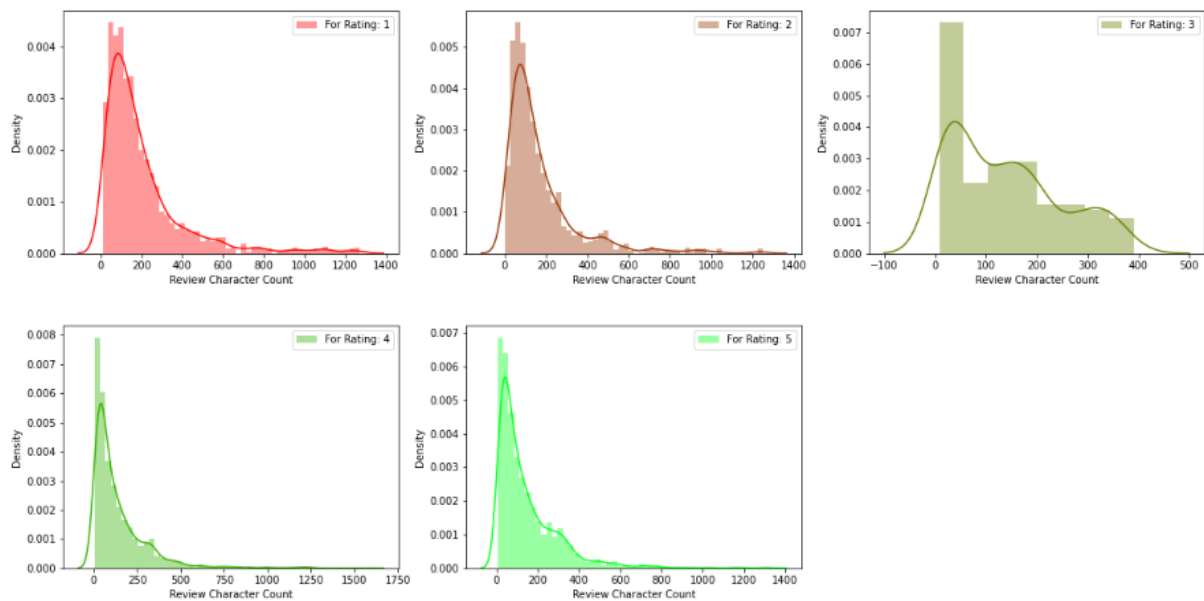 For Rating: 1
0.004
0.003
0.002
0.001
0.000
Density
0 200 400 600 800 1000 1200 1400
Review Character Count
For Rating: 2
0.005
0.004
0.003
0.002
0.001
0.000
Density
0 200 400 600 800 1000 1200 1400
Review Character Count
For Rating: 3
0.007
0.006
0.005
0.004
0.003
0.002
0.001
0.000
Density
−100 0 100 200 300 400 500
Review Character Count
For Rating: 4
0.008
0.007
0.006
0.005
0.004
0.003
0.002
0.001
0.000
Density
0 250 500 750 1000 1250 1500 1750
Review Character Count
For Rating: 5
0.007
0.006
0.005
0.004
0.003
0.002
0.001
0.000
Density
0 200 400 600 800 1000 1200 1400
Review Character Count